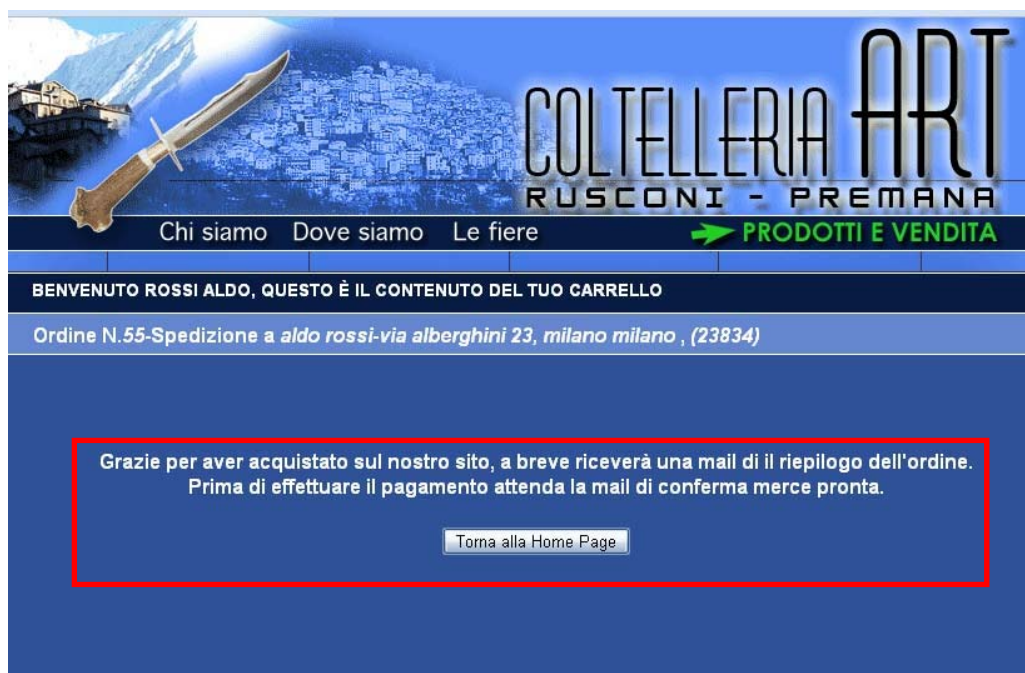 COLTELLERIA ART
RUSCONI - PREMANA
Chi siamo Dove siamo Le fiere PRODOTTI E VENDITA
BENVENUTO ROSSI ALDO, QUESTO È IL CONTENUTO DEL TUO CARRELLO
Ordine N.55-Spedizione a aldo rossi-via alberghini 23, milano milano , (23834)
Grazie per aver acquistato sul nostro sito, a breve riceverà una mail di il riepilogo dell'ordine.
Prima di effettuare il pagamento attenda la mail di conferma merce pronta.
Torna alla Home Page